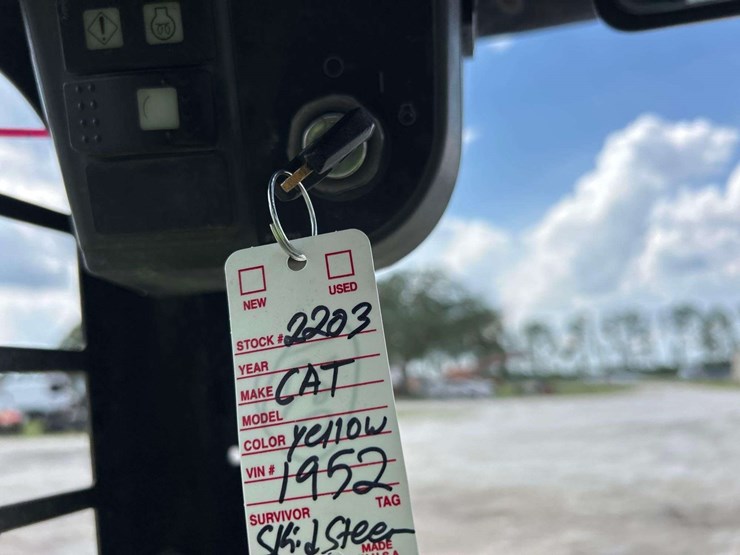 NEW USED
STOCK # 2203
YEAR
MAKE CAT
MODEL
COLOR Yellow
VIN # 1952
SURVIVOR TAG
Skid Steer
MADE
U.S.A